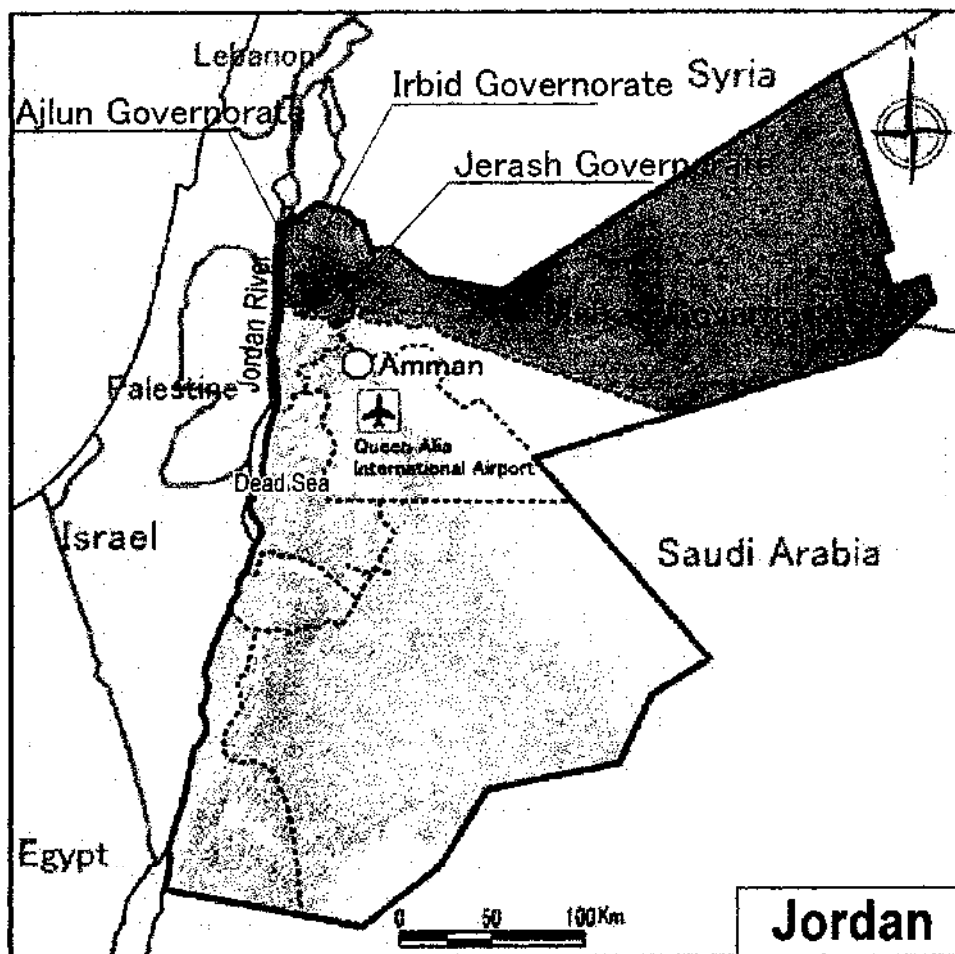 Lebanon
Irbid Governorate
Syria
N
Ajlun Governorate
Jerash Governorate
Jordan River
Amman
Palestine
Queen Alia
International Airport
Dead Sea
Israel
Saudi Arabia
Egypt
0 50 100Km
Jordan